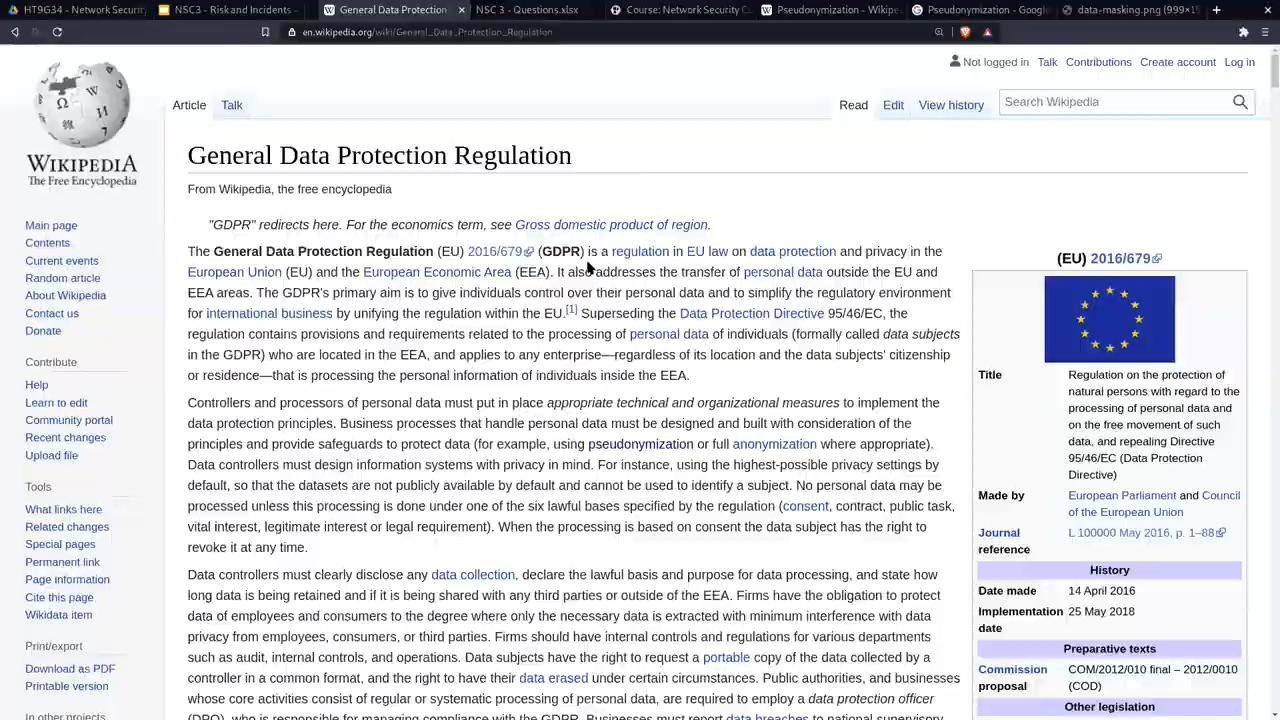 HT9G34 - Network Security
NSC3 - Risk and Incidents -
General Data Protection
NSC 3 - Questions.xlsx
Course: Network Security C
Pseudonymization - Wikipe
Pseudonymization - Google
data-masking.png (999×1
en.wikipedia.org/wiki/General_Data_Protection_Regulation
Not logged in Talk Contributions Create account Log in
Article Talk
Read Edit View history
Search Wikipedia
WIKIPEDIA
The Free Encyclopedia
Main page
Contents
Current events
Random article
About Wikipedia
Contact us
Donate
Contribute
Help
Learn to edit
Community portal
Recent changes
Upload file
Tools
What links here
Related changes
Special pages
Permanent link
Page information
Cite this page
Wikidata item
Print/export
Download as PDF
Printable version
In other projects
General Data Protection Regulation
From Wikipedia, the free encyclopedia
"GDPR" redirects here. For the economics term, see Gross domestic product of region.
The General Data Protection Regulation (EU) 2016/679 (GDPR) is a regulation in EU law on data protection and privacy in the
European Union (EU) and the European Economic Area (EEA). It also addresses the transfer of personal data outside the EU and
EEA areas. The GDPR's primary aim is to give individuals control over their personal data and to simplify the regulatory environment
for international business by unifying the regulation within the EU.[1] Superseding the Data Protection Directive 95/46/EC, the
regulation contains provisions and requirements related to the processing of personal data of individuals (formally called data subjects
in the GDPR) who are located in the EEA, and applies to any enterprise—regardless of its location and the data subjects' citizenship
or residence—that is processing the personal information of individuals inside the EEA.
Controllers and processors of personal data must put in place appropriate technical and organizational measures to implement the
data protection principles. Business processes that handle personal data must be designed and built with consideration of the
principles and provide safeguards to protect data (for example, using pseudonymization or full anonymization where appropriate).
Data controllers must design information systems with privacy in mind. For instance, using the highest-possible privacy settings by
default, so that the datasets are not publicly available by default and cannot be used to identify a subject. No personal data may be
processed unless this processing is done under one of the six lawful bases specified by the regulation (consent, contract, public task,
vital interest, legitimate interest or legal requirement). When the processing is based on consent the data subject has the right to
revoke it at any time.
Data controllers must clearly disclose any data collection, declare the lawful basis and purpose for data processing, and state how
long data is being retained and if it is being shared with any third parties or outside of the EEA. Firms have the obligation to protect
data of employees and consumers to the degree where only the necessary data is extracted with minimum interference with data
privacy from employees, consumers, or third parties. Firms should have internal controls and regulations for various departments
such as audit, internal controls, and operations. Data subjects have the right to request a portable copy of the data collected by a
controller in a common format, and the right to have their data erased under certain circumstances. Public authorities, and businesses
whose core activities consist of regular or systematic processing of personal data, are required to employ a data protection officer
(DPO), who is responsible for managing compliance with the GDPR. Businesses must report data breaches to national supervisory
(EU) 2016/679
Title Regulation on the protection of
natural persons with regard to the
processing of personal data and
on the free movement of such
data, and repealing Directive
95/46/EC (Data Protection
Directive)
Made by European Parliament and Council
of the European Union
Journal L 100000 May 2016, p. 1–88
reference
History
Date made 14 April 2016
Implementation 25 May 2018
date
Preparative texts
Commission COM/2012/010 final – 2012/0010
proposal (COD)
Other legislation